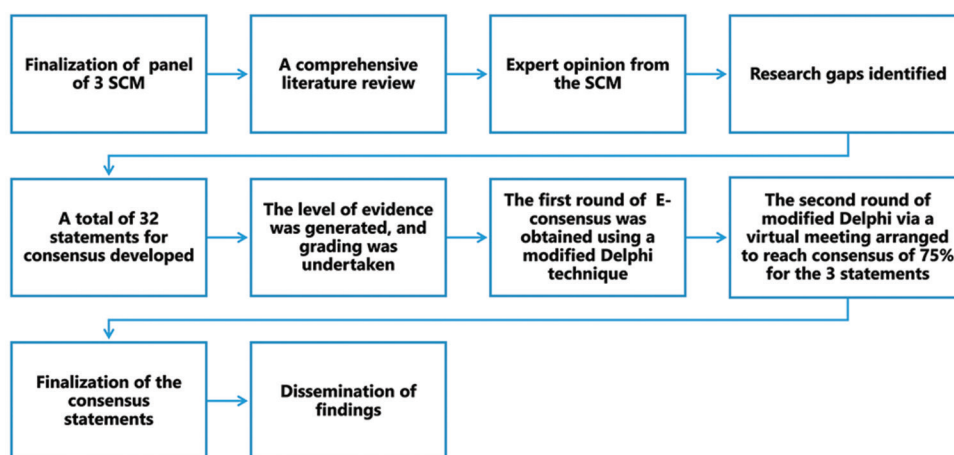 Finalization of panel
of 3 SCM
A comprehensive
literature review
Expert opinion from
the SCM
Research gaps identified
A total of 32
statements for
consensus developed
The level of evidence
was generated, and
grading was
undertaken
The first round of E-
consensus was
obtained using a
modified Delphi
technique
The second round of
modified Delphi via a
virtual meeting arranged
to reach consensus of 75%
for the 3 statements
Finalization of the
consensus
statements
Dissemination of
findings